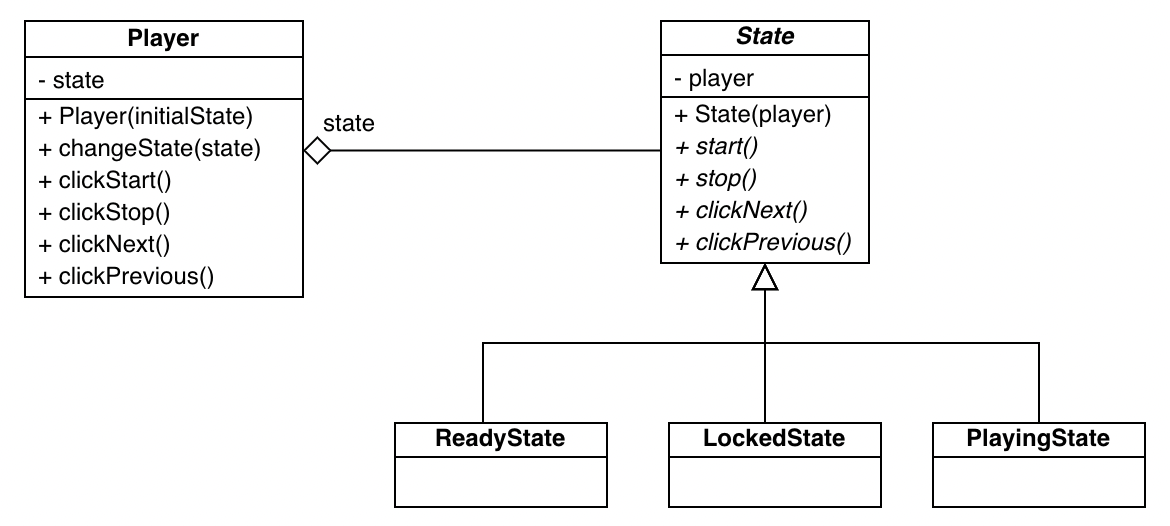 Player
- state
+ Player(initialState)
+ changeState(state)
+ clickStart()
+ clickStop()
+ clickNext()
+ clickPrevious()
state
State
- player
+ State(player)
+ start()
+ stop()
+ clickNext()
+ clickPrevious()
ReadyState
LockedState
PlayingState